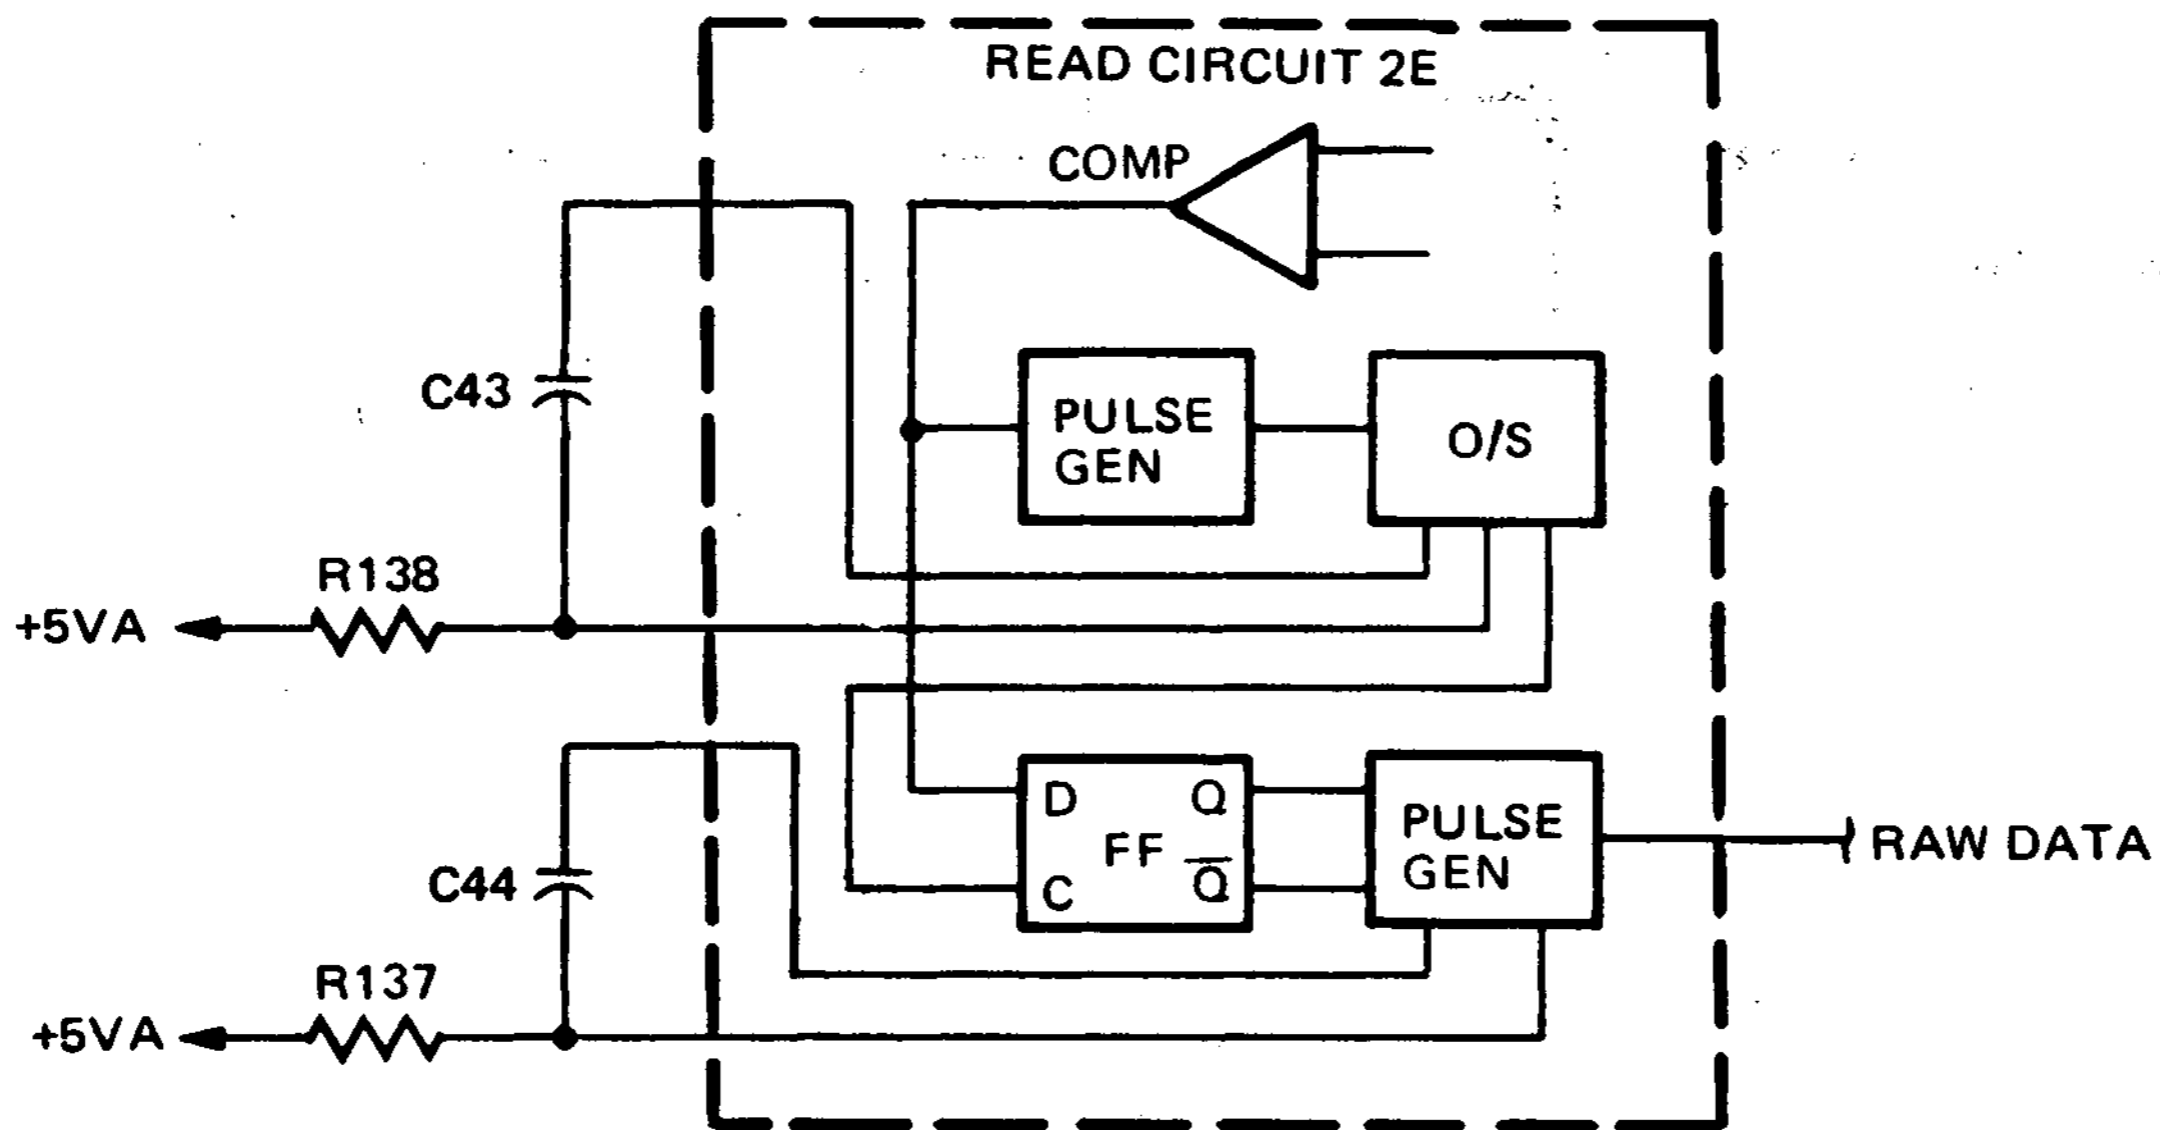 READ CIRCUIT 2E
COMP
C43
PULSE
GEN
O/S
R138
+5VA
C44
D
Q
FF
C
Q̅
PULSE
GEN
RAW DATA
R137
+5VA